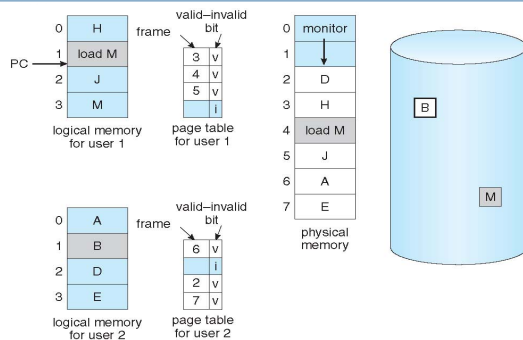 0 H
1 load M
PC
2 J
3 M
logical memory
for user 1
valid–invalid
bit
frame
3 v
4 v
5 v
i
page table
for user 1
0 monitor
1
2 D
3 H
4 load M
5 J
6 A
7 E
physical
memory
B
M
0 A
1 B
2 D
3 E
logical memory
for user 2
valid–invalid
bit
frame
6 v
i
2 v
7 v
page table
for user 2